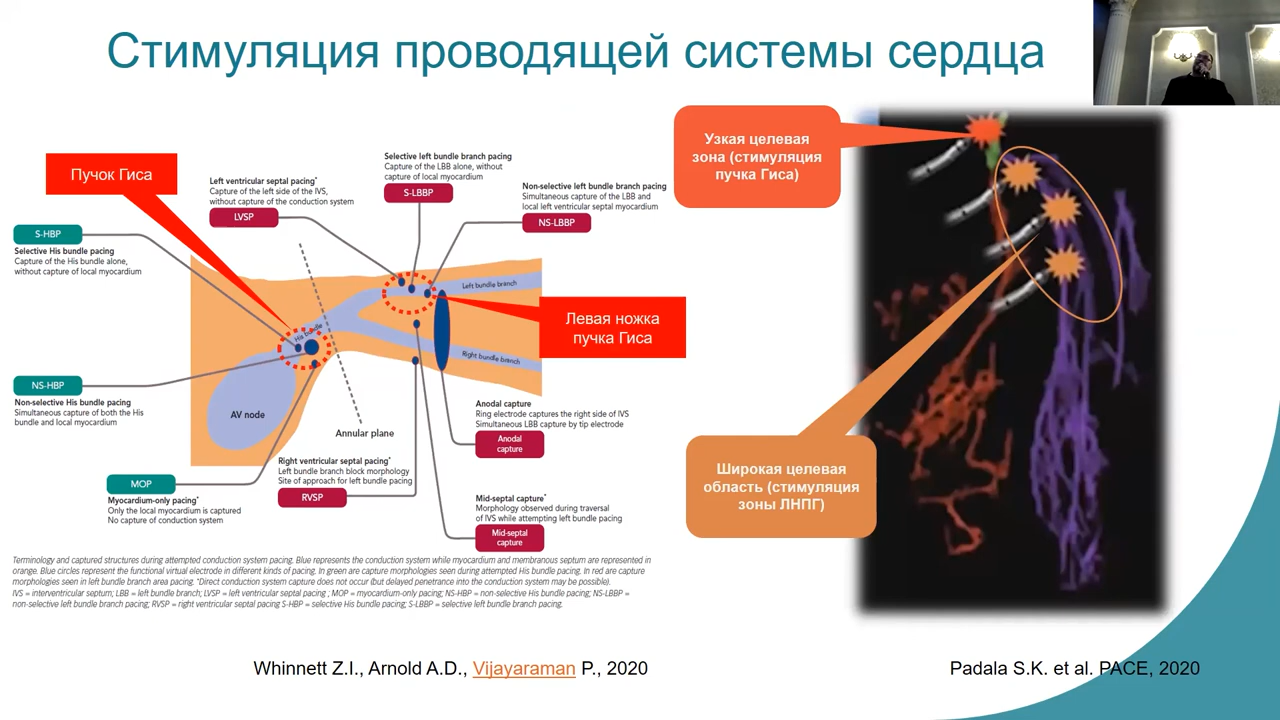 Стимуляция проводящей системы сердца
Пучок Гиса
Left ventricular septal pacing*
Capture of the left side of the IVS,
without capture of the conduction system
LVSP
Selective left bundle branch pacing
Capture of the LBB alone, without
capture of local myocardium
S-LBBP
Non-selective left bundle branch pacing
Simultaneous capture of the LBB and
local left ventricular septal myocardium
NS-LBBP
S-HBP
Selective His bundle pacing
Capture of the His bundle alone,
without capture of local myocardium
His bundle
Left bundle branch
Right bundle branch
Левая ножка
пучка Гиса
NS-HBP
Non-selective His bundle pacing
Simultaneous capture of both the His
bundle and local myocardium
AV node
Annular plane
Anodal capture
Ring electrode captures the right side of IVS
Simultaneous LBB capture by tip electrode
Anodal
capture
Right ventricular septal pacing*
Left bundle branch block morphology
Site of approach for left bundle pacing
RVSP
MOP
Myocardium-only pacing*
Only the local myocardium is captured
No capture of conduction system
Mid-septal capture*
Morphology observed during traversal
of IVS while attempting left bundle pacing
Mid-septal
capture
Terminology and captured structures during attempted conduction system pacing. Blue represents the conduction system while myocardium and membranous septum are represented in
orange. Blue circles represent the functional virtual electrode in different kinds of pacing. In green are capture morphologies seen during attempted His bundle pacing. In red are capture
morphologies seen in left bundle branch area pacing. *Direct conduction system capture does not occur (but delayed penetrance into the conduction system may be possible).
IVS = interventricular septum; LBB = left bundle branch; LVSP = left ventricular septal pacing ; MOP = myocardium-only pacing; NS-HBP = non-selective His bundle pacing; NS-LBBP =
non-selective left bundle branch pacing; RVSP = right ventricular septal pacing S-HBP = selective His bundle pacing; S-LBBP = selective left bundle branch pacing.
Whinnett Z.I., Arnold A.D., Vijayaraman P., 2020
Узкая целевая
зона (стимуляция
пучка Гиса)
Широкая целевая
область (стимуляция
зоны ЛНПГ)
Padala S.K. et al. PACE, 2020